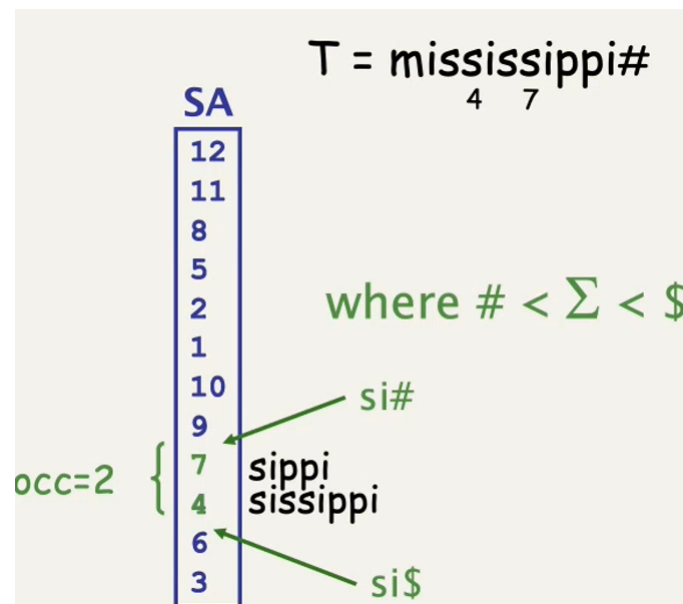 T = mississippi#
4 7
SA
12
11
8
5
2
where # < Σ < $
1
10
si#
9
occ=2
7 sippi
4 sissippi
6
3
si$